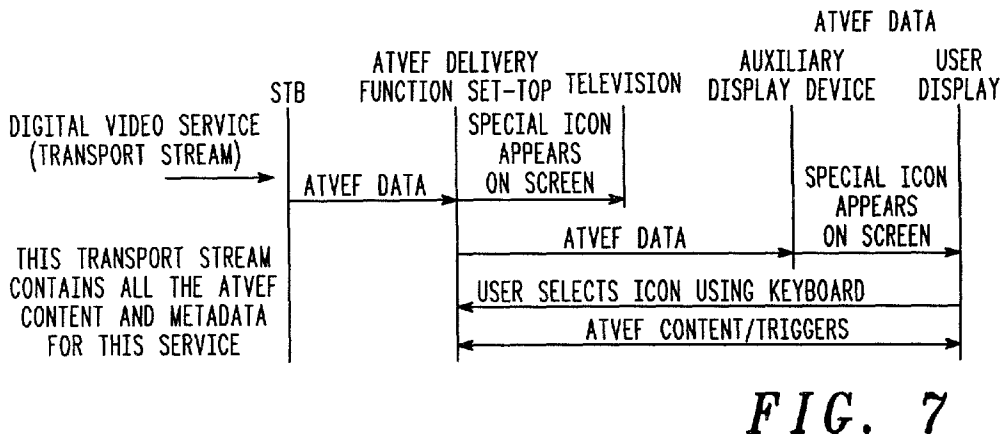 ATVEF DATA
STB
ATVEF DELIVERY
FUNCTION SET-TOP
TELEVISION
AUXILIARY
DISPLAY DEVICE
USER
DISPLAY
DIGITAL VIDEO SERVICE
(TRANSPORT STREAM)
SPECIAL ICON
APPEARS
ON SCREEN
ATVEF DATA
SPECIAL ICON
APPEARS
ON SCREEN
ATVEF DATA
THIS TRANSPORT STREAM
CONTAINS ALL THE ATVEF
CONTENT AND METADATA
FOR THIS SERVICE
USER SELECTS ICON USING KEYBOARD
ATVEF CONTENT/TRIGGERS
FIG. 7